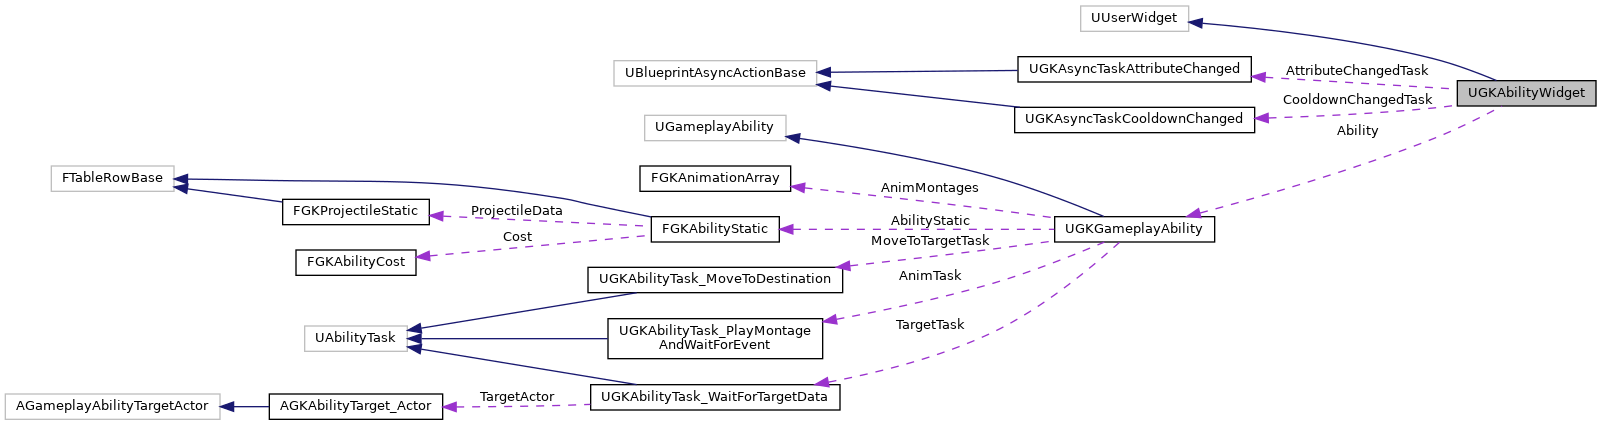 UUserWidget
UBlueprintAsyncActionBase
UGKAsyncTaskAttributeChanged
AttributeChangedTask
UGKAbilityWidget
CooldownChangedTask
UGKAsyncTaskCooldownChanged
UGameplayAbility
Ability
FTableRowBase
FGKAnimationArray
AnimMontages
FGKProjectileStatic
ProjectileData
FGKAbilityStatic
AbilityStatic
UGKGameplayAbility
Cost
MoveToTargetTask
FGKAbilityCost
UGKAbilityTask_MoveToDestination
AnimTask
UAbilityTask
UGKAbilityTask_PlayMontage
AndWaitForEvent
TargetTask
AGameplayAbilityTargetActor
AGKAbilityTarget_Actor
TargetActor
UGKAbilityTask_WaitForTargetData